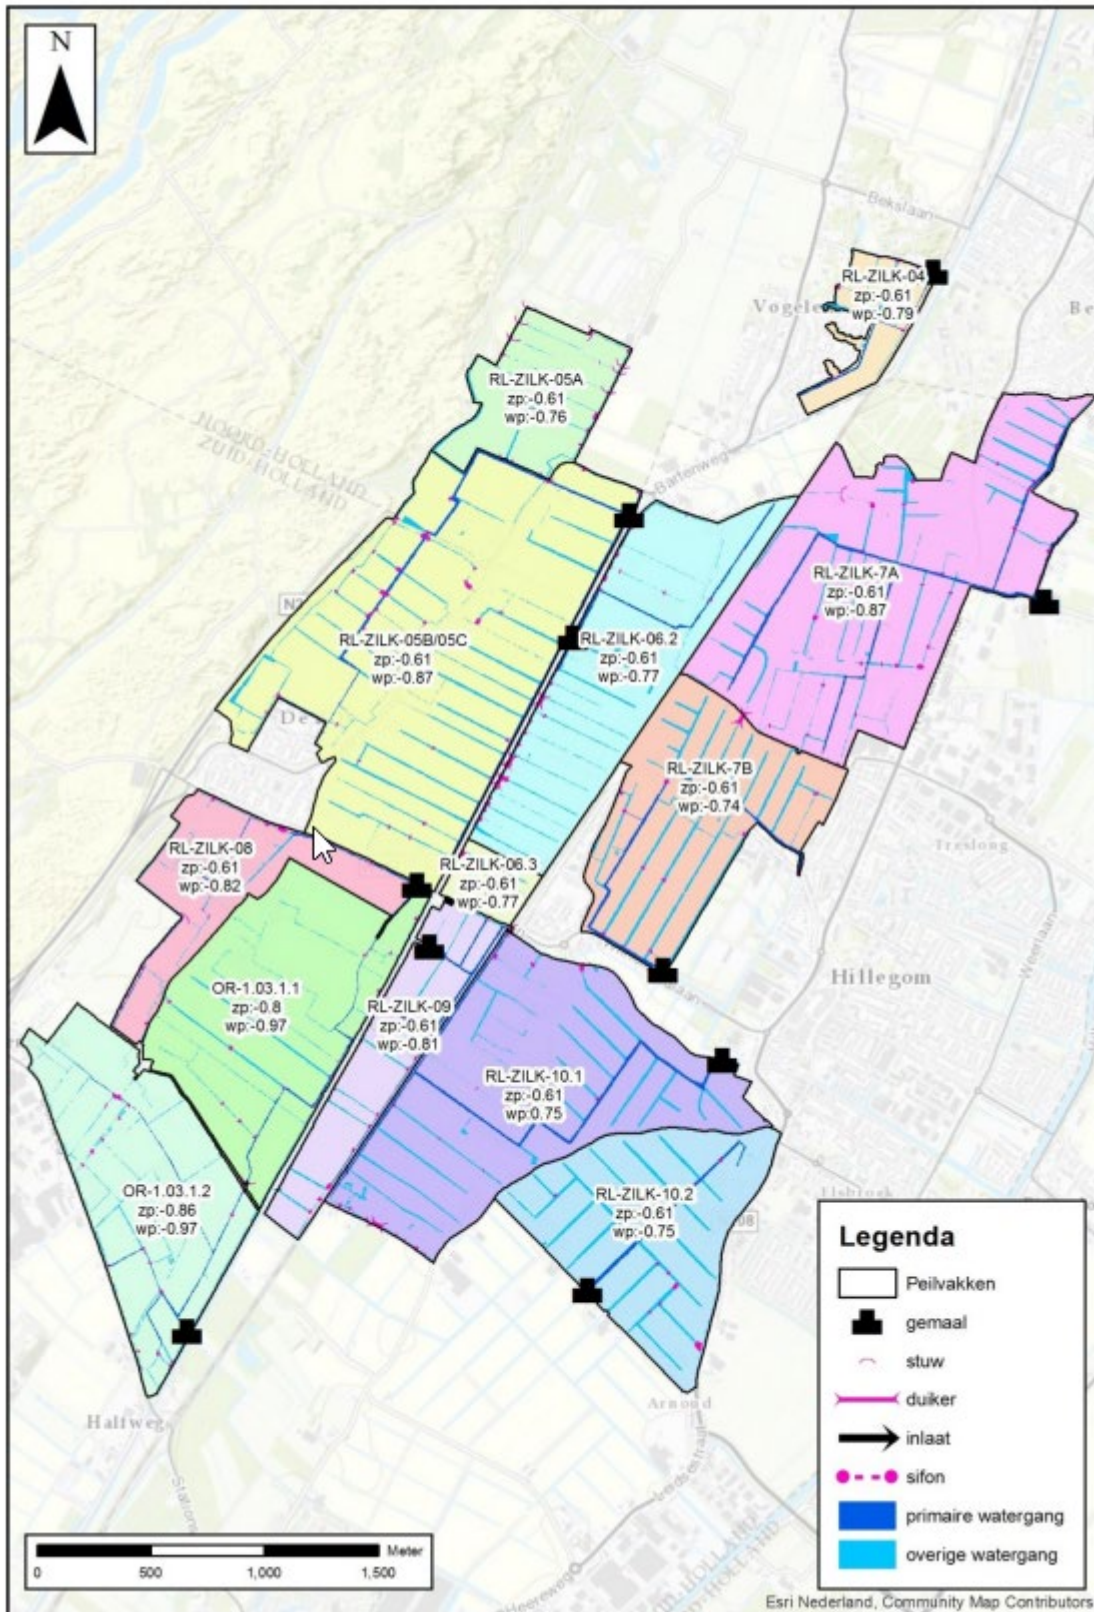 N
Bekslaan
RL-ZILK-04
zp:-0.61
wp:-0.79
RL-ZILK-05A
zp:-0.61
wp:-0.76
NOORD-HOLLAND
ZUID-HOLLAND
Bartenweg
RL-ZILK-7A
zp:-0.61
wp:-0.87
RL-ZILK-05B/05C
zp:-0.61
wp:-0.87
RL-ZILK-06.2
zp:-0.61
wp:-0.77
De
RL-ZILK-7B
zp:-0.61
wp:-0.74
RL-ZILK-08
zp:-0.61
wp:-0.82
RL-ZILK-06.3
zp:-0.61
wp:-0.77
Treslong
Weerlaan
Hillegom
OR-1.03.1.1
zp:-0.8
wp:-0.97
RL-ZILK-09
zp:-0.61
wp:-0.81
RL-ZILK-10.1
zp:-0.61
wp:0.75
OR-1.03.1.2
zp:-0.86
wp:-0.97
RL-ZILK-10.2
zp:-0.61
wp:-0.75
Legenda
Peilvakken
gemaal
stuw
duiker
inlaat
sifon
primaire watergang
overige watergang
Halfweg
Arnoud
Leidsestraat
Heereweg
Meter
0 500 1,000 1,500
Esri Nederland, Community Map Contributors